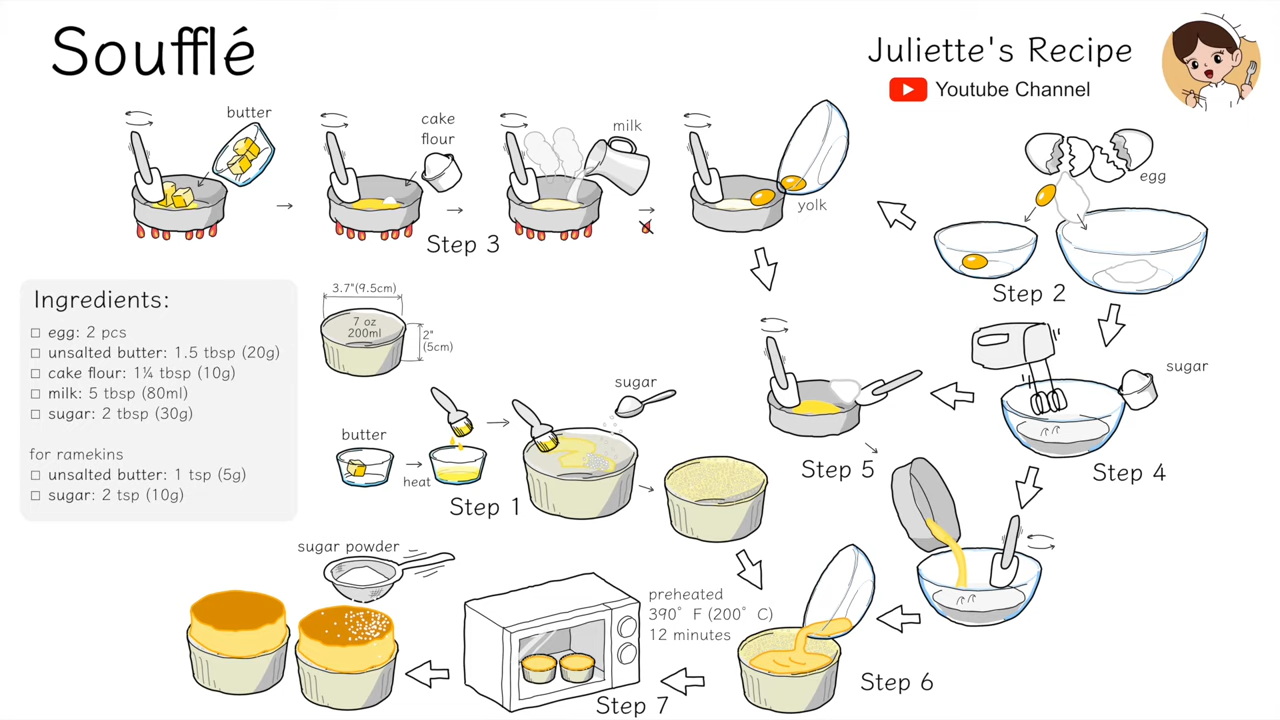 Soufflé
Juliette's Recipe
Youtube Channel
butter
cake
flour
milk
yolk
egg
Step 3
Step 2
Ingredients:
egg: 2 pcs
unsalted butter: 1.5 tbsp (20g)
cake flour: 1¼ tbsp (10g)
milk: 5 tbsp (80ml)
sugar: 2 tbsp (30g)
for ramekins
unsalted butter: 1 tsp (5g)
sugar: 2 tsp (10g)
3.7"(9.5cm)
7 oz
200ml
2"
(5cm)
butter
heat
sugar
Step 1
Step 5
sugar
Step 4
sugar powder
preheated
390° F (200° C)
12 minutes
Step 7
Step 6